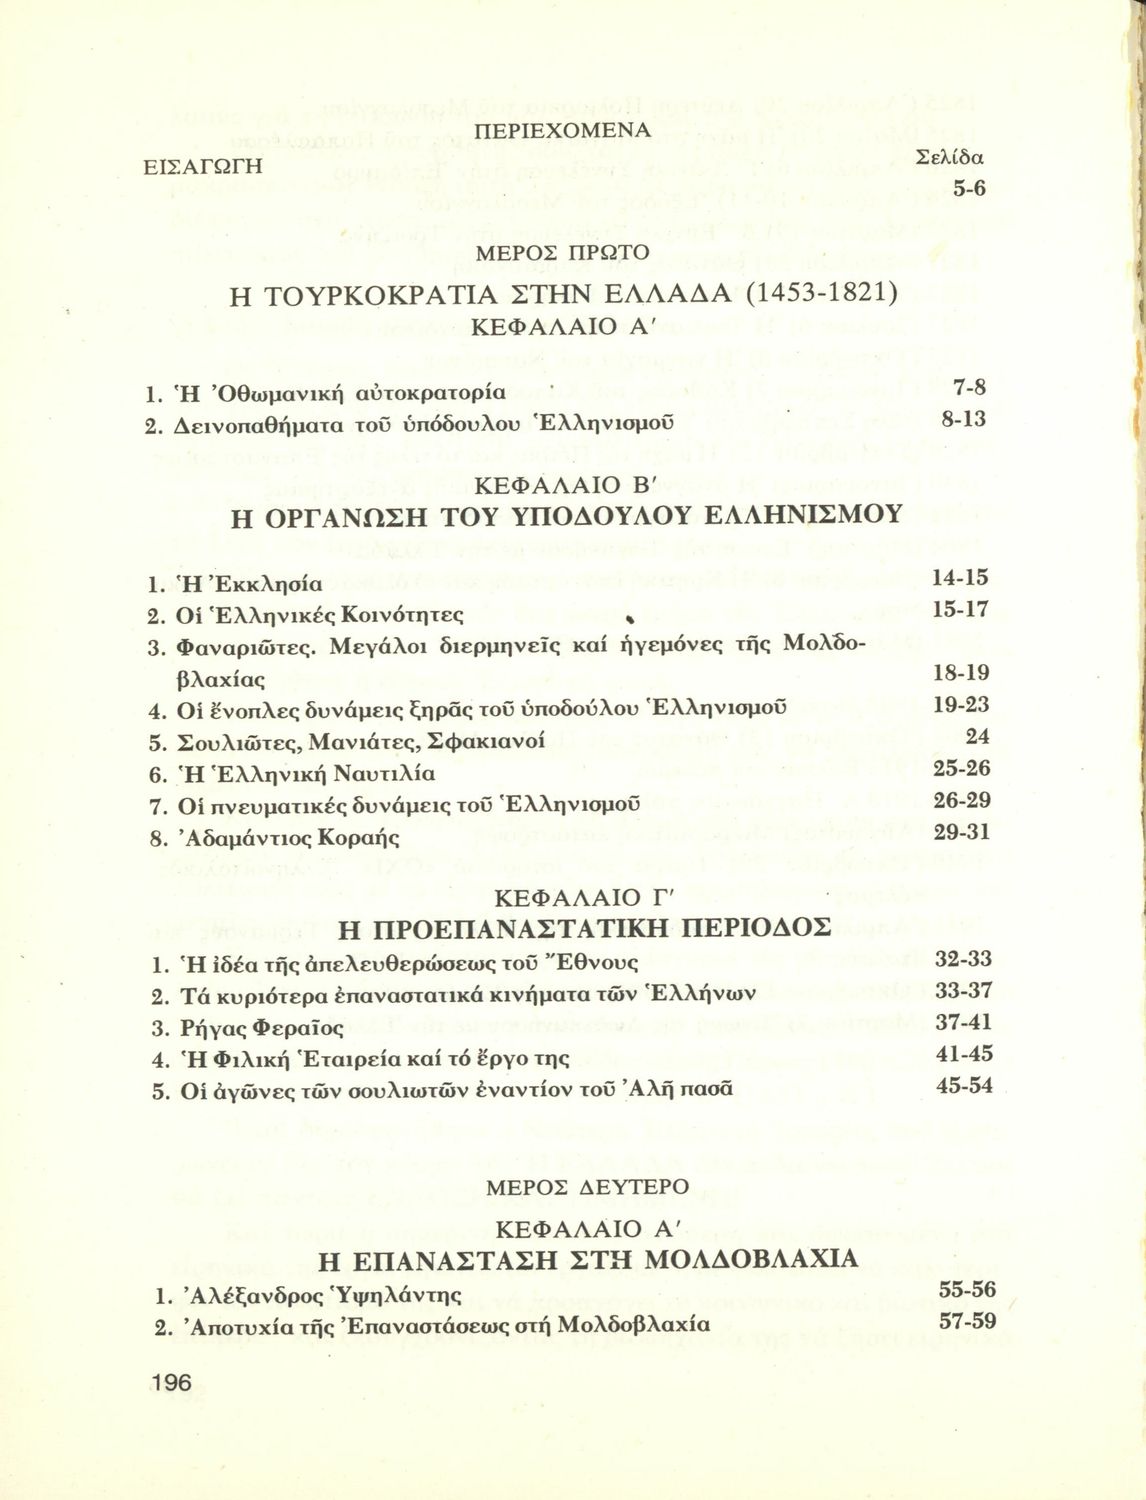 ΠΕΡΙΕΧΟΜΕΝΑ
ΕΙΣΑΓΩΓΗ Σελίδα
5-6
ΜΕΡΟΣ ΠΡΩΤΟ
Η ΤΟΥΡΚΟΚΡΑΤΙΑ ΣΤΗΝ ΕΛΛΑΔΑ (1453-1821)
ΚΕΦΑΛΑΙΟ Α'
1. Ἡ Ὀθωμανική αὐτοκρατορία 7-8
2. Δεινοπαθήματα τοῦ ὑπόδουλου Ἑλληνισμοῦ 8-13
ΚΕΦΑΛΑΙΟ Β'
Η ΟΡΓΑΝΩΣΗ ΤΟΥ ΥΠΟΔΟΥΛΟΥ ΕΛΛΗΝΙΣΜΟΥ
1. Ἡ Ἐκκλησία 14-15
2. Οἱ Ἑλληνικές Κοινότητες 15-17
3. Φαναριῶτες. Μεγάλοι διερμηνεῖς καί ἡγεμόνες τῆς Μολδο-
βλαχίας 18-19
4. Οἱ ἔνοπλες δυνάμεις ξηρᾶς τοῦ ὑποδούλου Ἑλληνισμοῦ 19-23
5. Σουλιῶτες, Μανιάτες, Σφακιανοί 24
6. Ἡ Ἑλληνική Ναυτιλία 25-26
7. Οἱ πνευματικές δυνάμεις τοῦ Ἑλληνισμοῦ 26-29
8. Ἀδαμάντιος Κοραής 29-31
ΚΕΦΑΛΑΙΟ Γ'
Η ΠΡΟΕΠΑΝΑΣΤΑΤΙΚΗ ΠΕΡΙΟΔΟΣ
1. Ἡ ἰδέα τῆς ἀπελευθερώσεως τοῦ Ἔθνους 32-33
2. Τά κυριότερα ἐπαναστατικά κινήματα τῶν Ἑλλήνων 33-37
3. Ρήγας Φεραῖος 37-41
4. Ἡ Φιλική Ἑταιρεία καί τό ἔργο της 41-45
5. Οἱ ἀγῶνες τῶν σουλιωτῶν ἐναντίον τοῦ Ἀλῆ πασᾶ 45-54
ΜΕΡΟΣ ΔΕΥΤΕΡΟ
ΚΕΦΑΛΑΙΟ Α'
Η ΕΠΑΝΑΣΤΑΣΗ ΣΤΗ ΜΟΛΔΟΒΛΑΧΙΑ
1. Ἀλέξανδρος Ὑψηλάντης 55-56
2. Ἀποτυχία τῆς Ἐπαναστάσεως στή Μολδοβλαχία 57-59
196